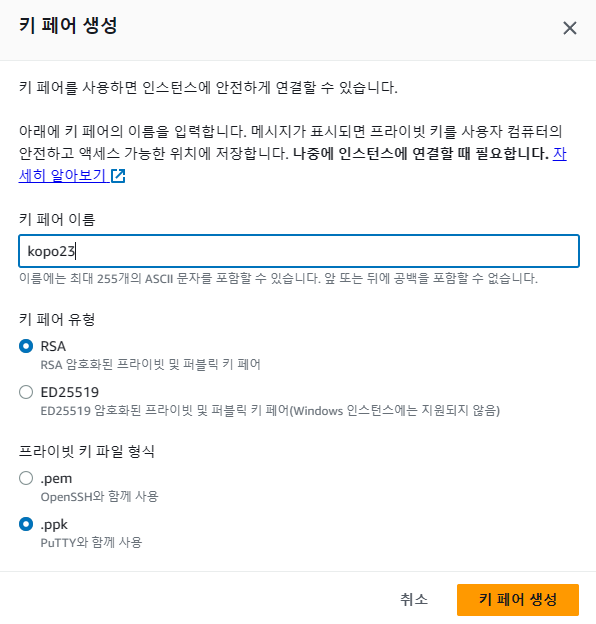 키 페어 생성
키 페어를 사용하면 인스턴스에 안전하게 연결할 수 있습니다.
아래에 키 페어의 이름을 입력합니다. 메시지가 표시되면 프라이빗 키를 사용자 컴퓨터의
안전하고 액세스 가능한 위치에 저장합니다. 나중에 인스턴스에 연결할 때 필요합니다. 자
세히 알아보기
키 페어 이름
kopo23
이름에는 최대 255개의 ASCII 문자를 포함할 수 있습니다. 앞 또는 뒤에 공백을 포함할 수 없습니다.
키 페어 유형
RSA
RSA 암호화된 프라이빗 및 퍼블릭 키 페어
ED25519
ED25519 암호화된 프라이빗 및 퍼블릭 키 페어(Windows 인스턴스에는 지원되지 않음)
프라이빗 키 파일 형식
.pem
OpenSSH와 함께 사용
.ppk
PuTTY와 함께 사용
취소
키 페어 생성